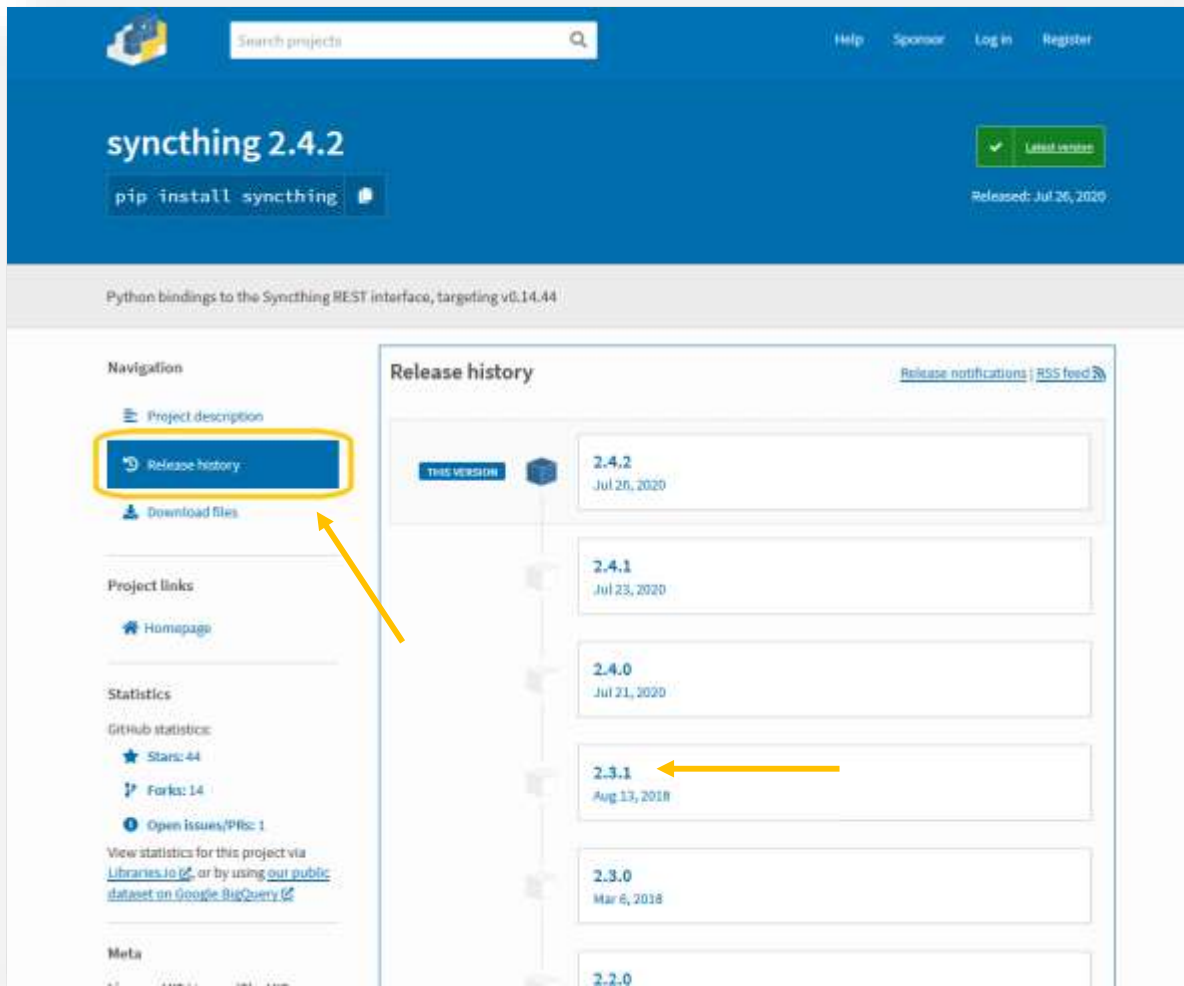 Search projects
Help Sponsor Log in Register
syncthing 2.4.2
pip install syncthing
Latest version
Released: Jul 26, 2020
Python bindings to the Syncthing REST interface, targeting v0.14.44
Navigation
Project description
Release history
Download files
Project links
Homepage
Statistics
GitHub statistics:
Stars: 44
Forks: 14
Open issues/PRs: 1
View statistics for this project via
Libraries.io, or by using our public
dataset on Google BigQuery
Meta
Release history
Release notifications | RSS feed
THIS VERSION
2.4.2
Jul 26, 2020
2.4.1
Jul 23, 2020
2.4.0
Jul 21, 2020
2.3.1
Aug 13, 2018
2.3.0
Mar 6, 2018
2.2.0